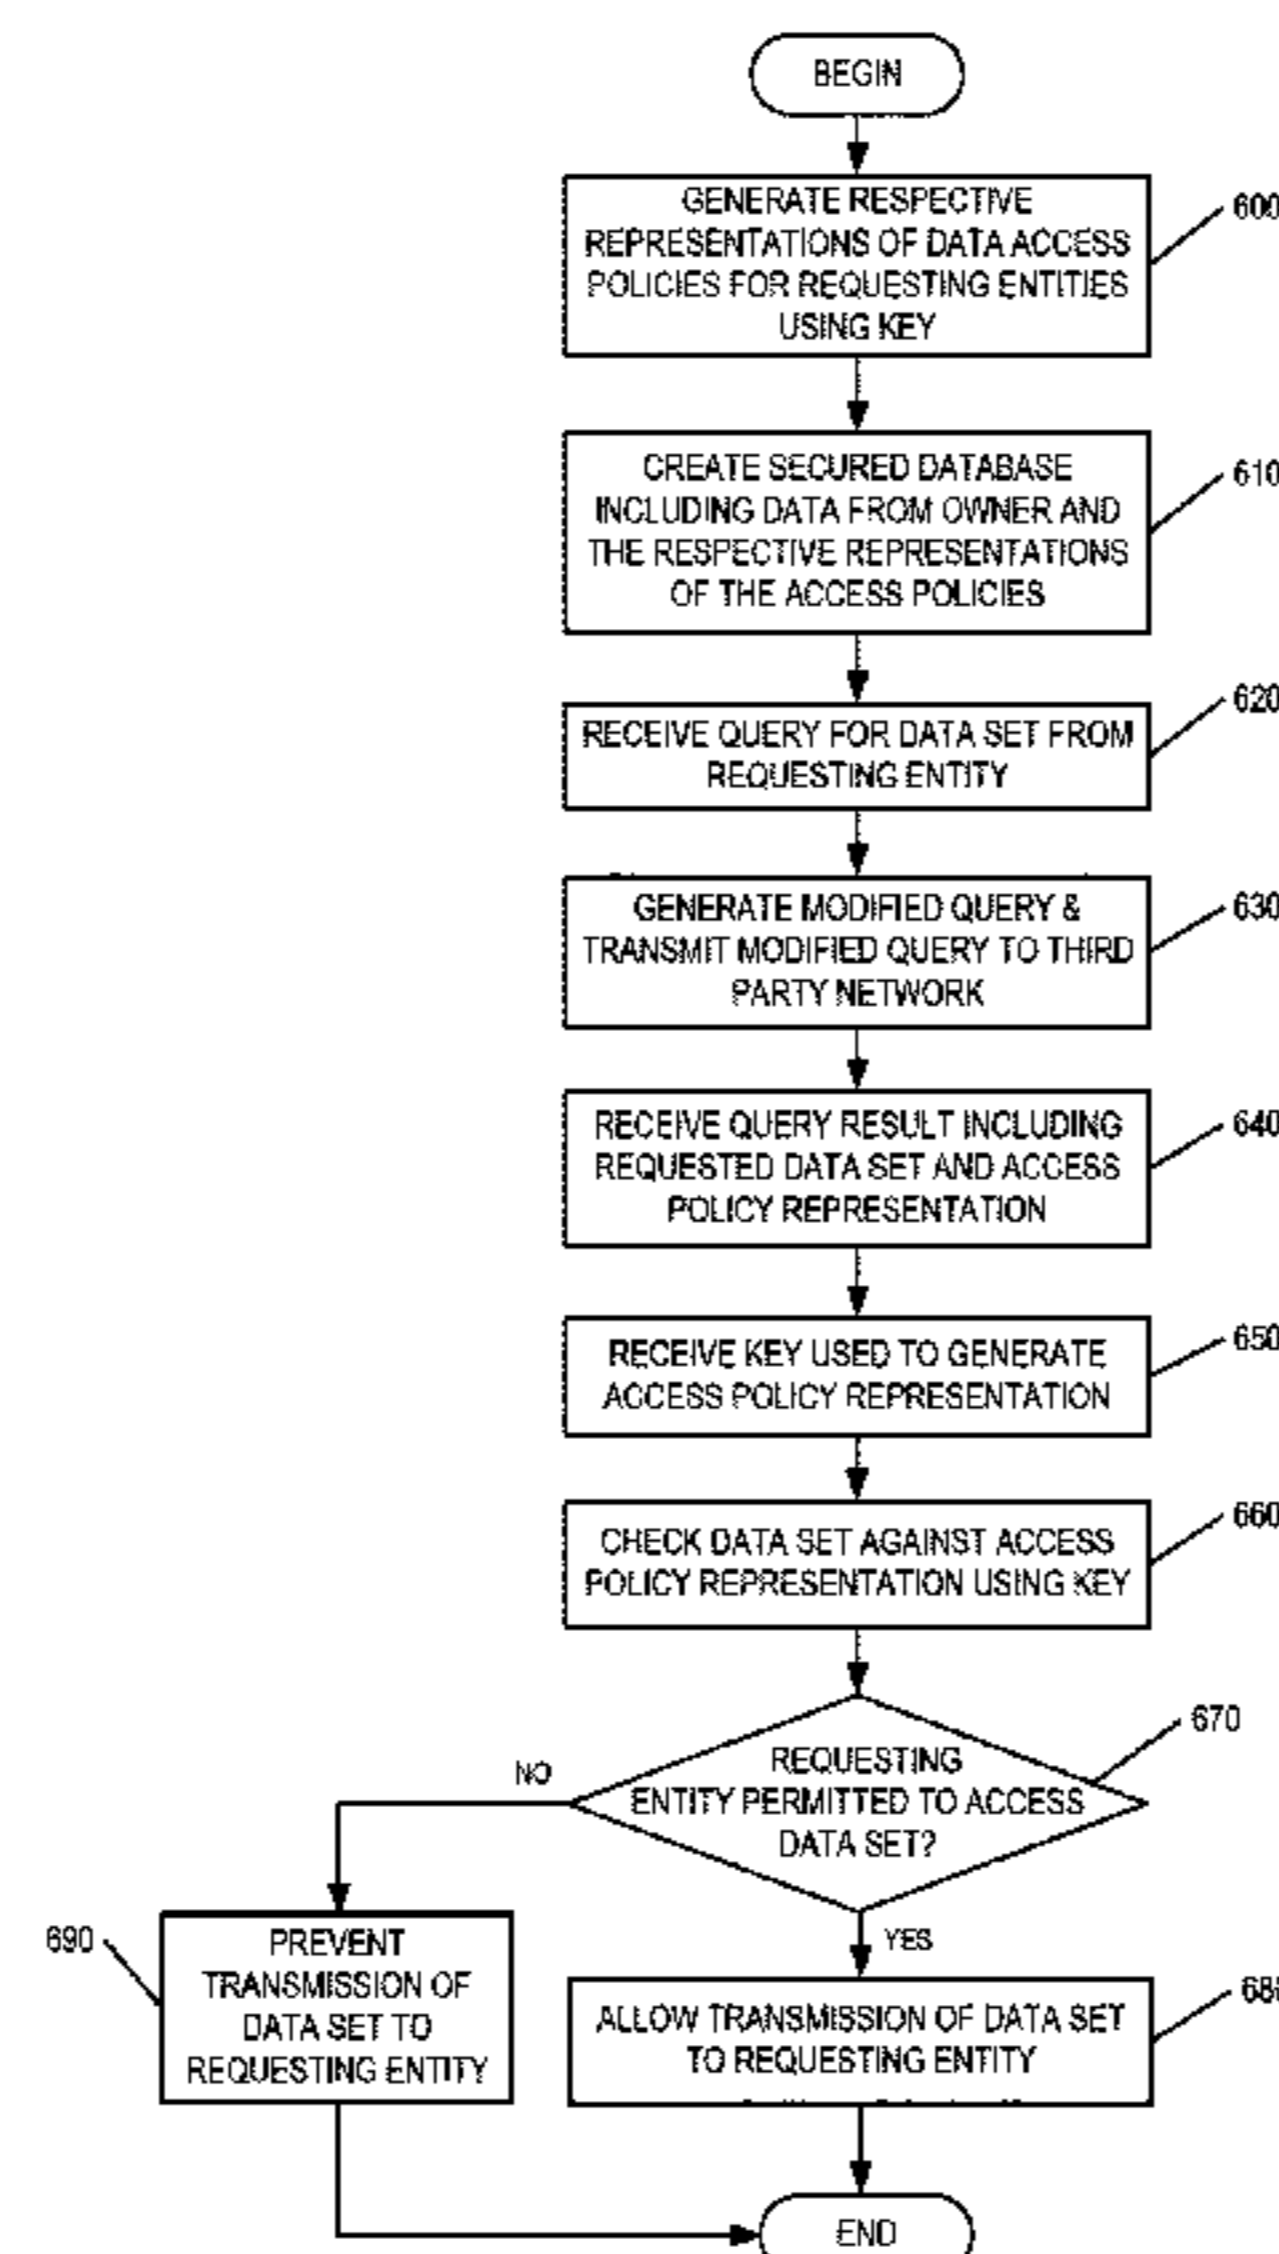 BEGIN
GENERATE RESPECTIVE
REPRESENTATIONS OF DATA ACCESS
POLICIES FOR REQUESTING ENTITIES
USING KEY
600
CREATE SECURED DATABASE
INCLUDING DATA FROM OWNER AND
THE RESPECTIVE REPRESENTATIONS
OF THE ACCESS POLICIES
610
RECEIVE QUERY FOR DATA SET FROM
REQUESTING ENTITY
620
GENERATE MODIFIED QUERY &
TRANSMIT MODIFIED QUERY TO THIRD
PARTY NETWORK
630
RECEIVE QUERY RESULT INCLUDING
REQUESTED DATA SET AND ACCESS
POLICY REPRESENTATION
640
RECEIVE KEY USED TO GENERATE
ACCESS POLICY REPRESENTATION
650
CHECK DATA SET AGAINST ACCESS
POLICY REPRESENTATION USING KEY
660
REQUESTING
ENTITY PERMITTED TO ACCESS
DATA SET?
670
NO
YES
690
PREVENT
TRANSMISSION OF
DATA SET TO
REQUESTING ENTITY
ALLOW TRANSMISSION OF DATA SET
TO REQUESTING ENTITY
END